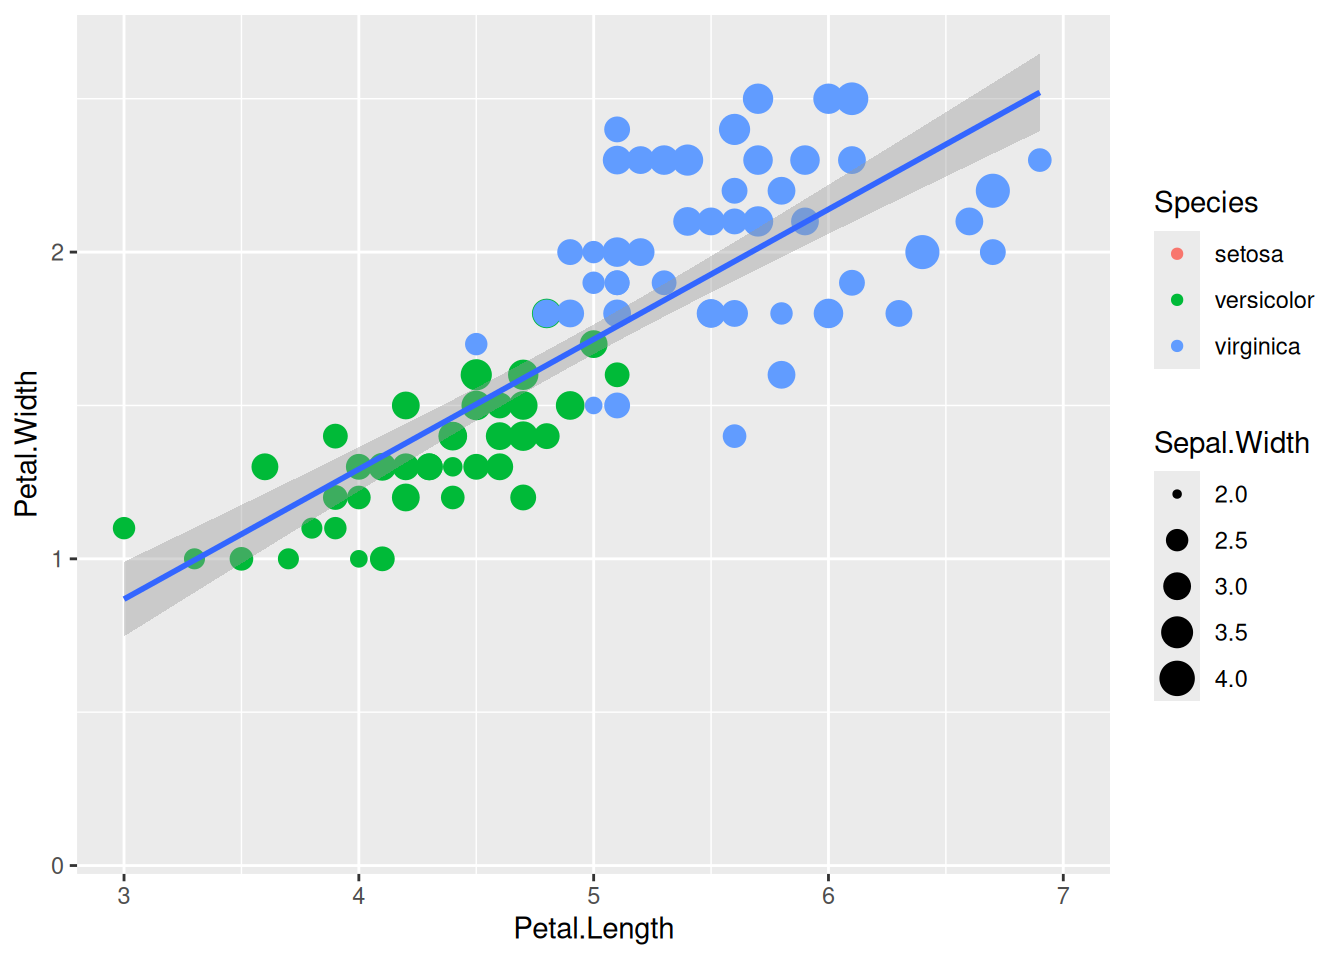 Petal.Width
2
1
0
3 4 5 6 7
Petal.Length
Species
setosa
versicolor
virginica
Sepal.Width
2.0
2.5
3.0
3.5
4.0